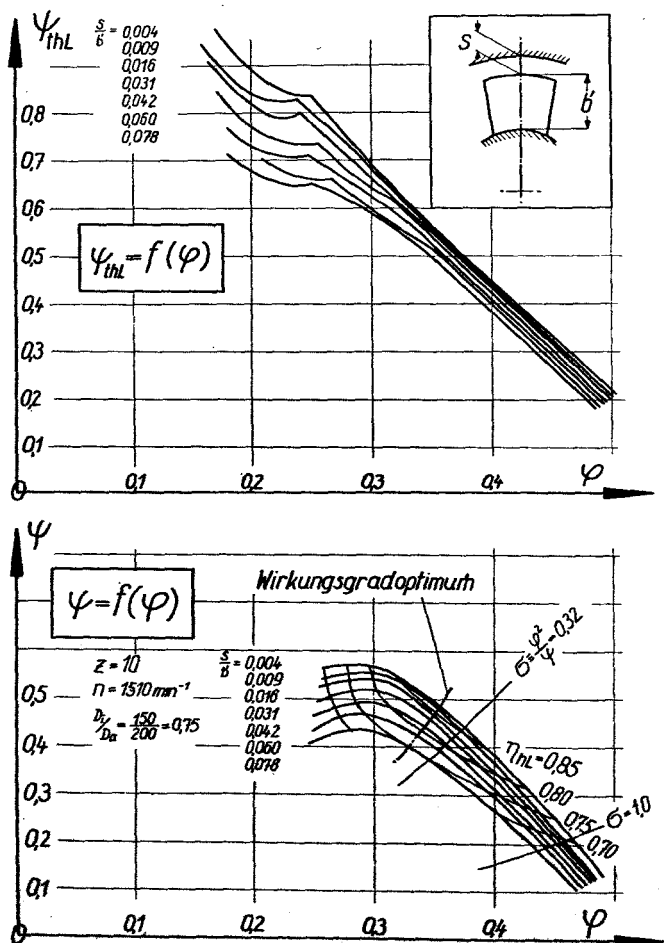 ψthL
s/b' = 0,004
0,009
0,016
0,031
0,042
0,060
0,078
s
b'
0,8
0,7
0,6
0,5
0,4
0,3
0,2
0,1
ψthL = f(φ)
0
0,1
0,2
0,3
0,4
φ
ψ
ψ = f(φ)
Wirkungsgradoptimum
z = 10
n = 1510 min⁻¹
Di/Da = 150/200 = 0,75
s/b' = 0,004
0,009
0,016
0,031
0,042
0,060
0,078
σ ≙ φ²/ψ = 0,32
ηhL = 0,85
0,80
0,75
0,70
σ = 1,0
0,5
0,4
0,3
0,2
0,1
0
0,1
0,2
0,3
0,4
φ